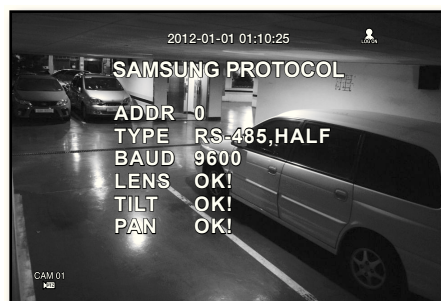 2012-01-01 01:10:25
LOG ON
SAMSUNG PROTOCOL
ADDR 0
TYPE RS-485,HALF
BAUD 9600
LENS OK!
TILT OK!
PAN OK!
CAM 01